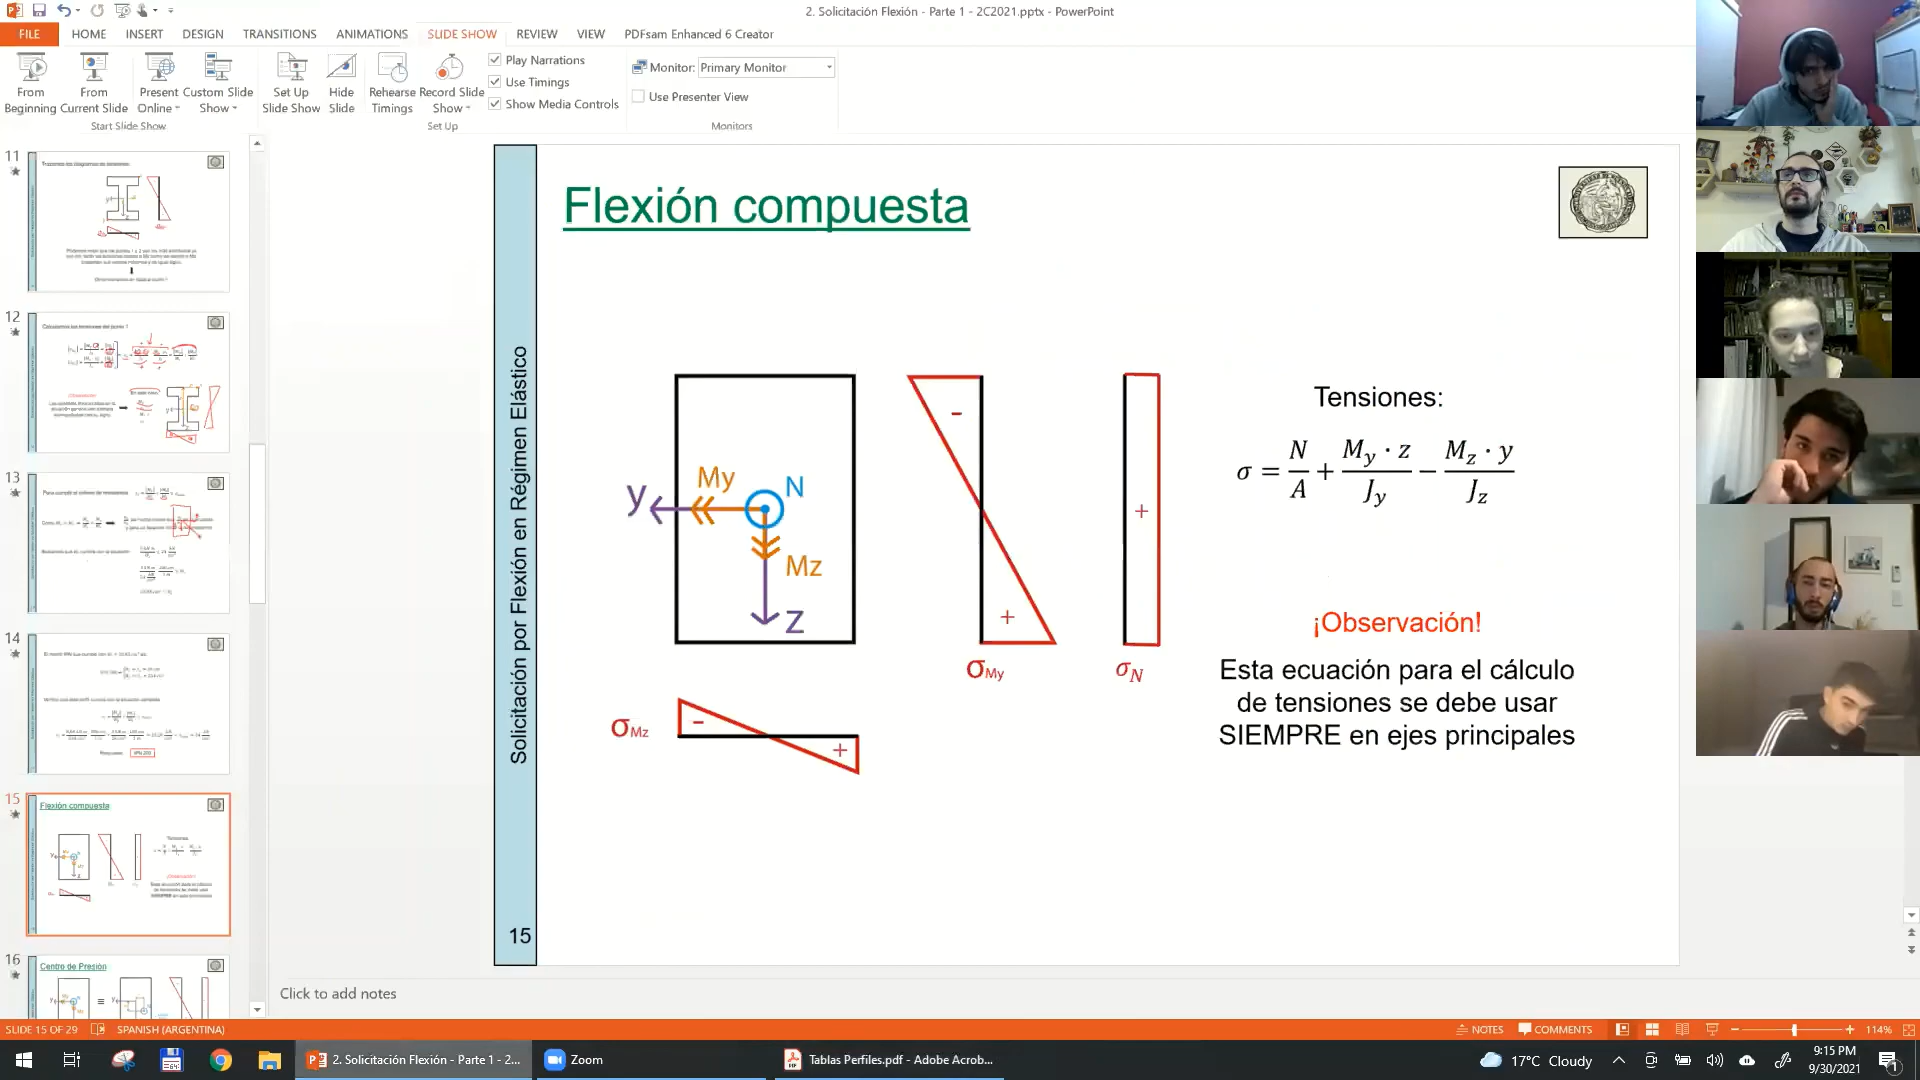 2. Solicitación Flexión - Parte 1 - 2C2021.pptx - PowerPoint
FILE HOME INSERT DESIGN TRANSITIONS ANIMATIONS SLIDE SHOW REVIEW VIEW PDFsam Enhanced 6 Creator
From Beginning
From Current Slide
Present Online
Custom Slide Show
Set Up Slide Show
Hide Slide
Rehearse Timings
Record Slide Show
Play Narrations
Use Timings
Show Media Controls
Monitor: Primary Monitor
Use Presenter View
Start Slide Show
Set Up
Monitors
11
12
13
14
15
Flexión compuesta
16
Centro de Presión
Solicitación por Flexión en Régimen Elástico
15
Flexión compuesta
y My N
Mz
z
- +
σMy
+
σN
σMz - +
Tensiones:
σ = N/A + My · z/Jy − Mz · y/Jz
¡Observación!
Esta ecuación para el cálculo
de tensiones se debe usar
SIEMPRE en ejes principales
Click to add notes
SLIDE 15 OF 29 SPANISH (ARGENTINA) NOTES COMMENTS 114%
2. Solicitación Flexión - Parte 1 - 2...
Zoom
Tablas Perfiles.pdf - Adobe Acrob...
17°C Cloudy
9:15 PM
9/30/2021